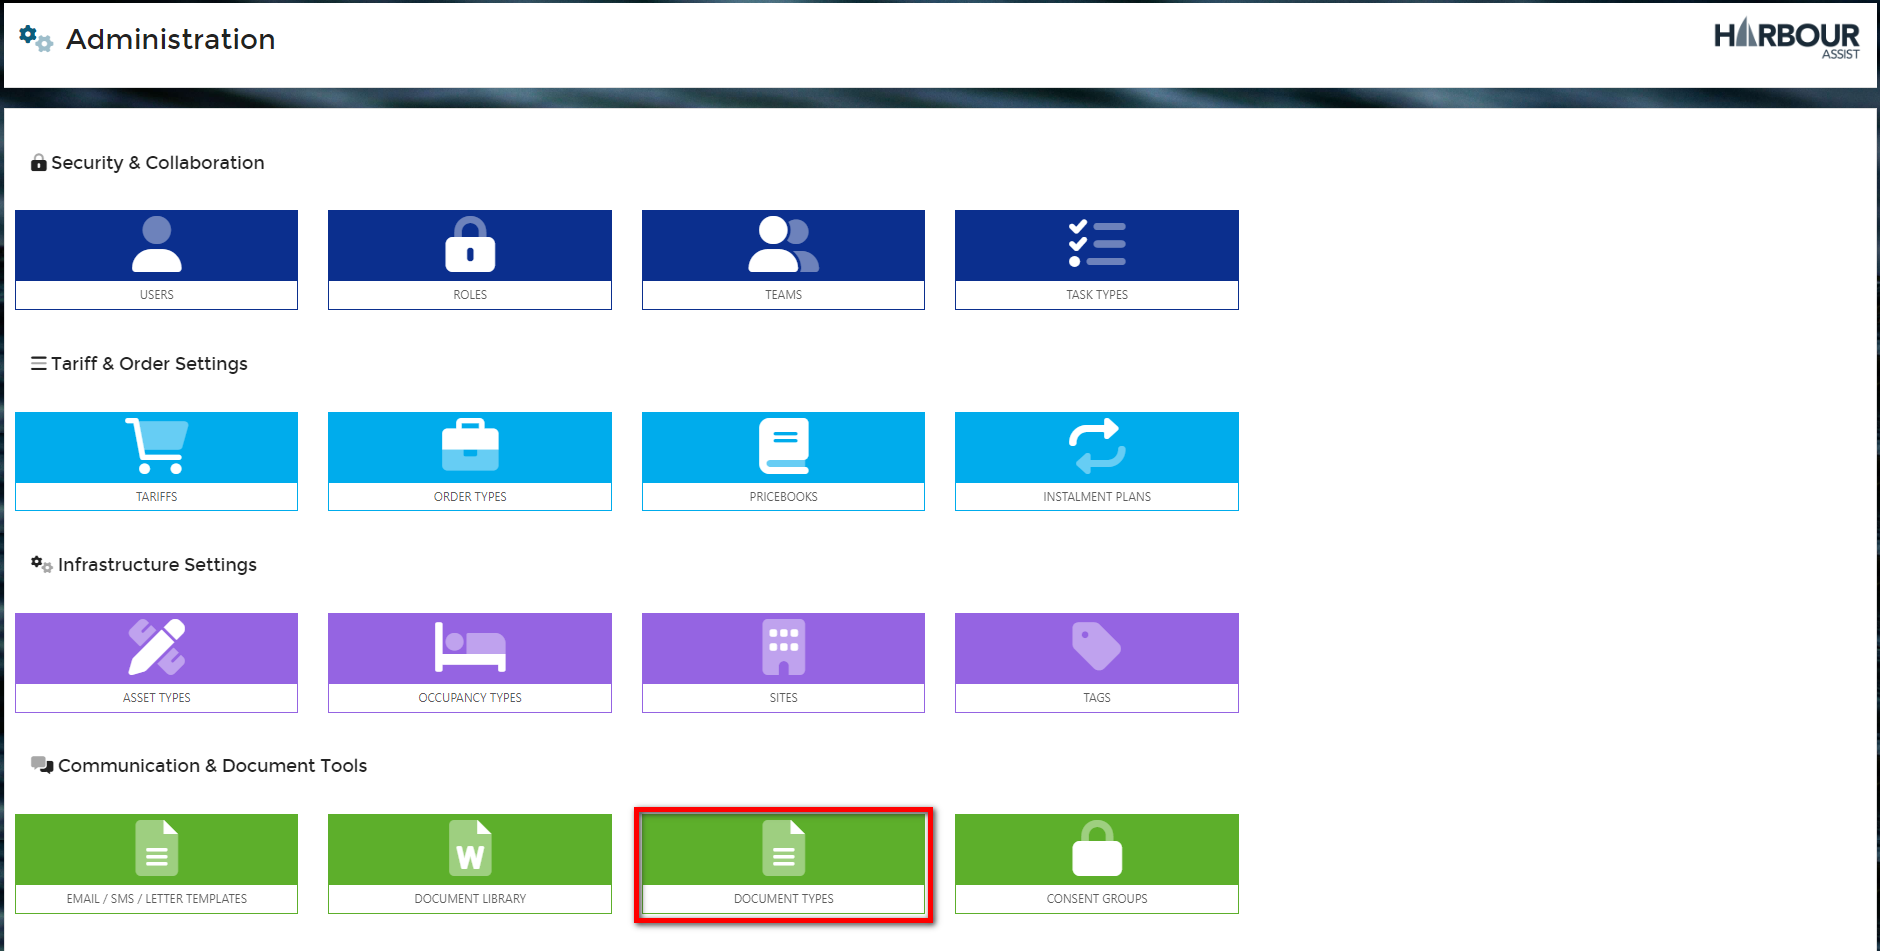 Administration
HARBOUR
ASSIST
Security & Collaboration
USERS
ROLES
TEAMS
TASK TYPES
Tariff & Order Settings
TARIFFS
ORDER TYPES
PRICEBOOKS
INSTALMENT PLANS
Infrastructure Settings
ASSET TYPES
OCCUPANCY TYPES
SITES
TAGS
Communication & Document Tools
W
EMAIL / SMS / LETTER TEMPLATES
DOCUMENT LIBRARY
DOCUMENT TYPES
CONSENT GROUPS